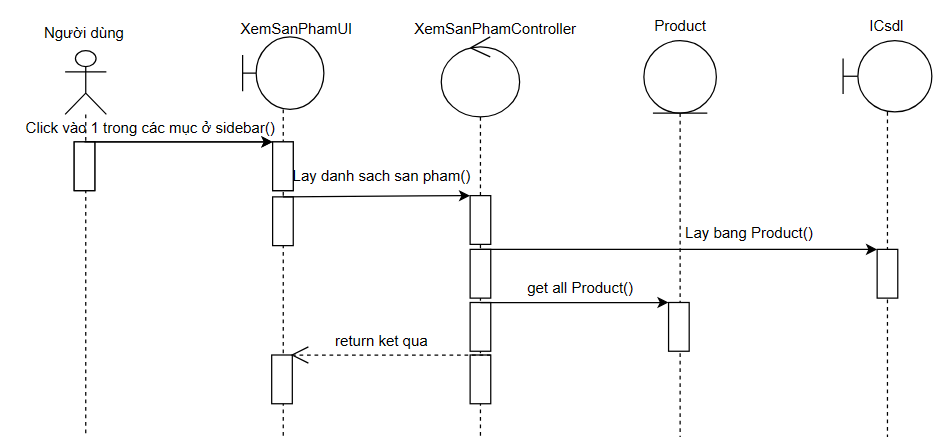 Người dùng
XemSanPhamUI
XemSanPhamController
Product
ICsdl
Click vào 1 trong các mục ở sidebar()
Lay danh sach san pham()
Lay bang Product()
get all Product()
return ket qua